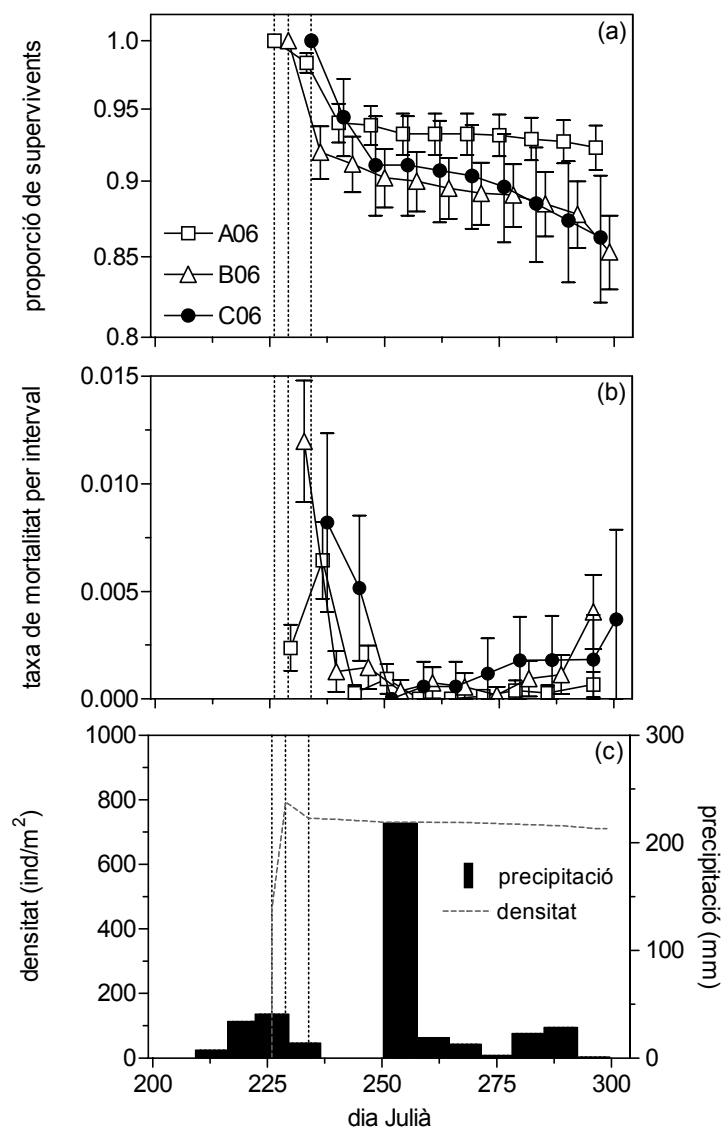 (a)
1.0
0.95
0.9
0.85
0.8
proporció de supervivents
A06
B06
C06
(b)
0.015
0.010
0.005
0.000
taxa de mortalitat per interval
(c)
1000
800
600
400
200
0
densitat (ind/m²)
300
200
100
0
precipitació (mm)
precipitació
densitat
200
225
250
275
300
dia Julià